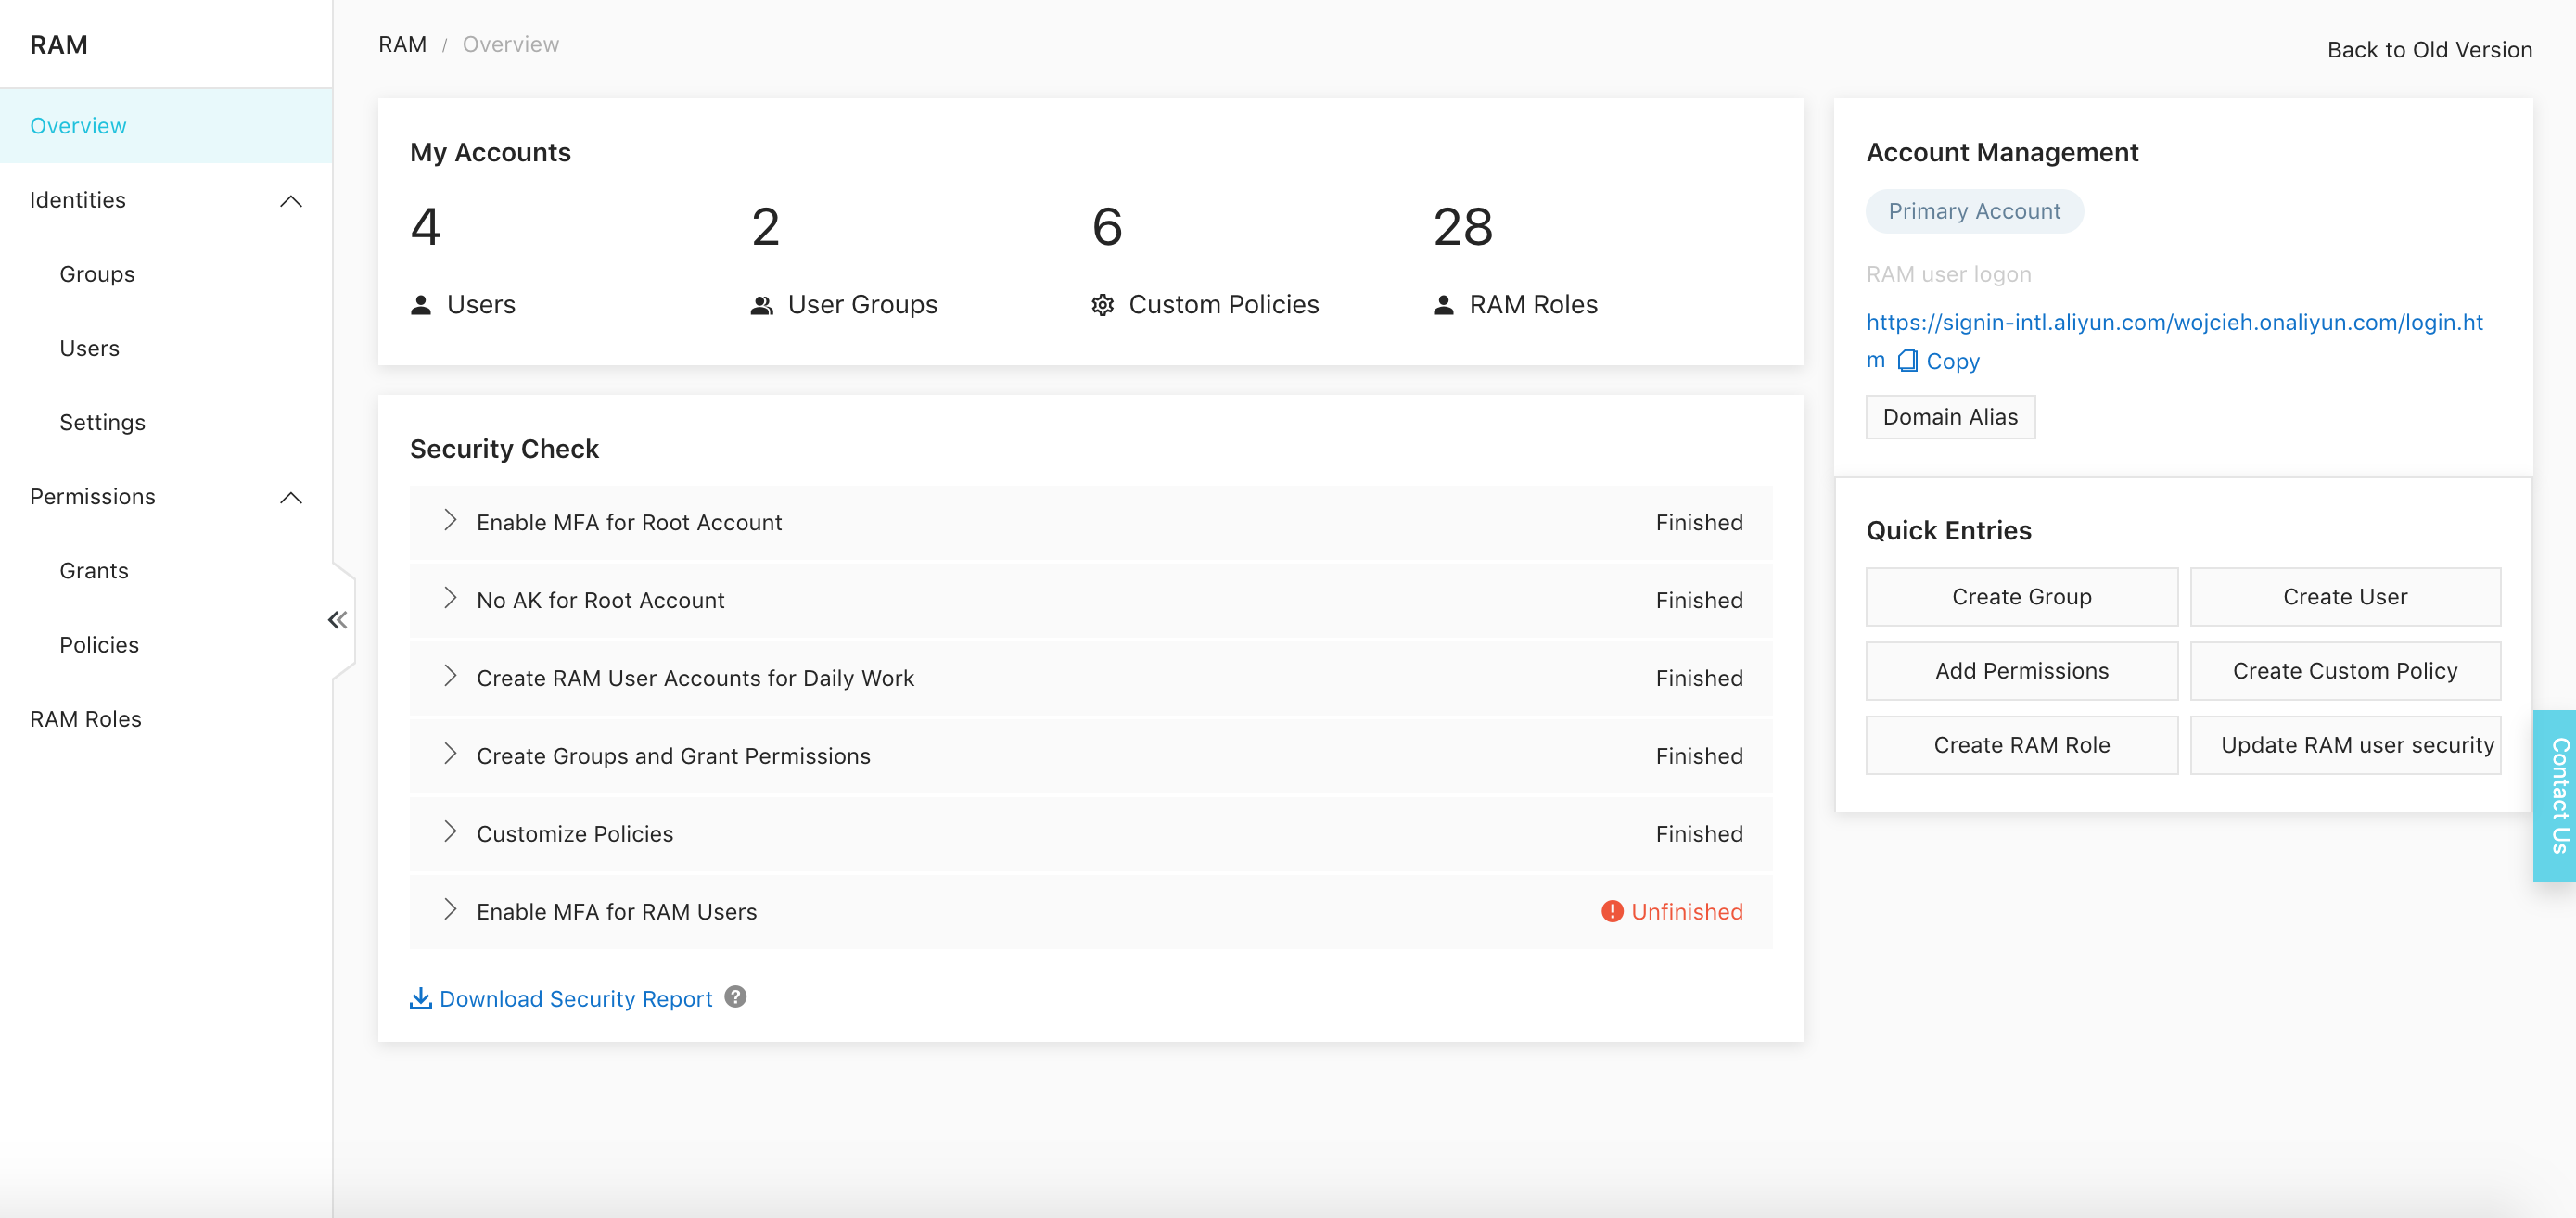 RAM
Overview
Identities
Groups
Users
Settings
Permissions
Grants
Policies
RAM Roles
RAM / Overview
Back to Old Version
My Accounts
4
Users
2
User Groups
6
Custom Policies
28
RAM Roles
Security Check
Enable MFA for Root Account Finished
No AK for Root Account Finished
Create RAM User Accounts for Daily Work Finished
Create Groups and Grant Permissions Finished
Customize Policies Finished
Enable MFA for RAM Users Unfinished
Download Security Report
Account Management
Primary Account
RAM user logon
https://signin-intl.aliyun.com/wojcieh.onaliyun.com/login.ht
m Copy
Domain Alias
Quick Entries
Create Group
Create User
Add Permissions
Create Custom Policy
Create RAM Role
Update RAM user security
Contact Us